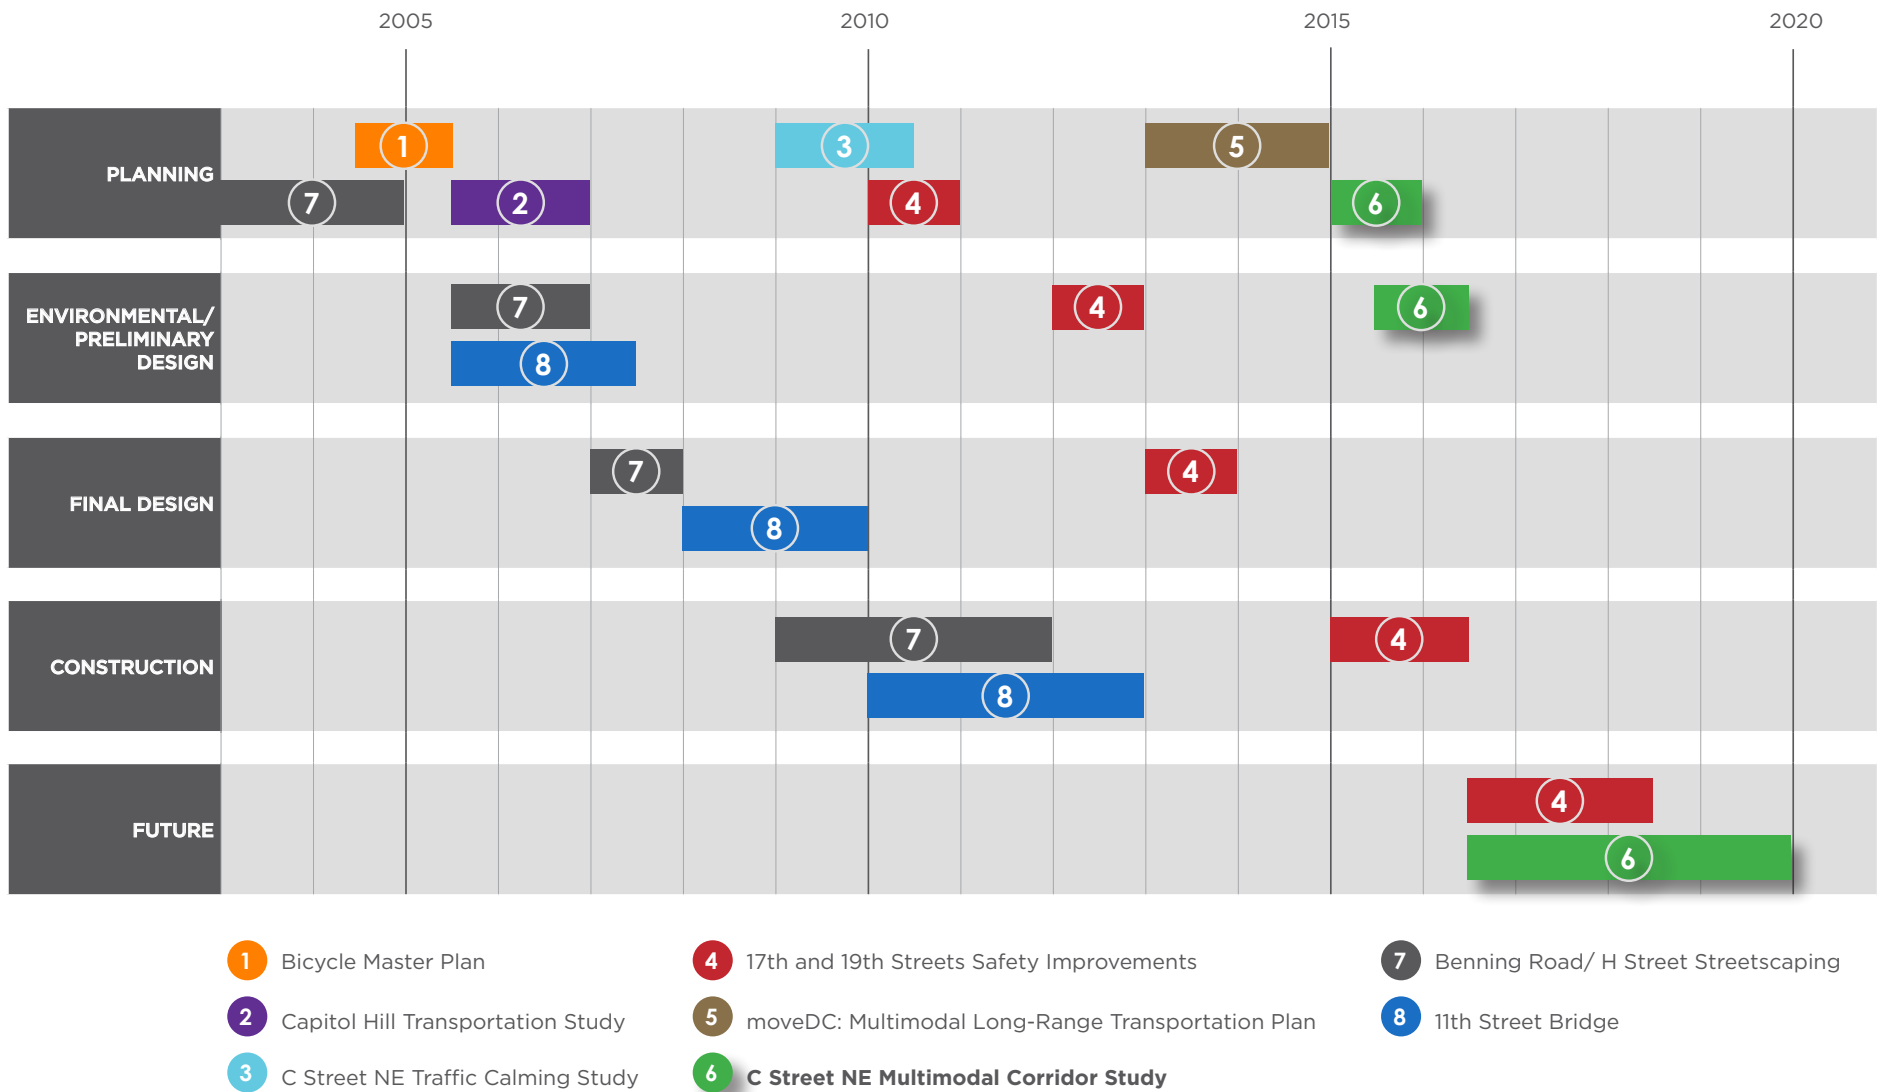 2005 2010 2015 2020
1 3 5
PLANNING
7 2 4 6
7 4 6
ENVIRONMENTAL/
PRELIMINARY
DESIGN
8
7 4
FINAL DESIGN
8
7 4
CONSTRUCTION
8
4
FUTURE
6
1 Bicycle Master Plan
2 Capitol Hill Transportation Study
3 C Street NE Traffic Calming Study
4 17th and 19th Streets Safety Improvements
5 moveDC: Multimodal Long-Range Transportation Plan
6 C Street NE Multimodal Corridor Study
7 Benning Road/ H Street Streetscaping
8 11th Street Bridge